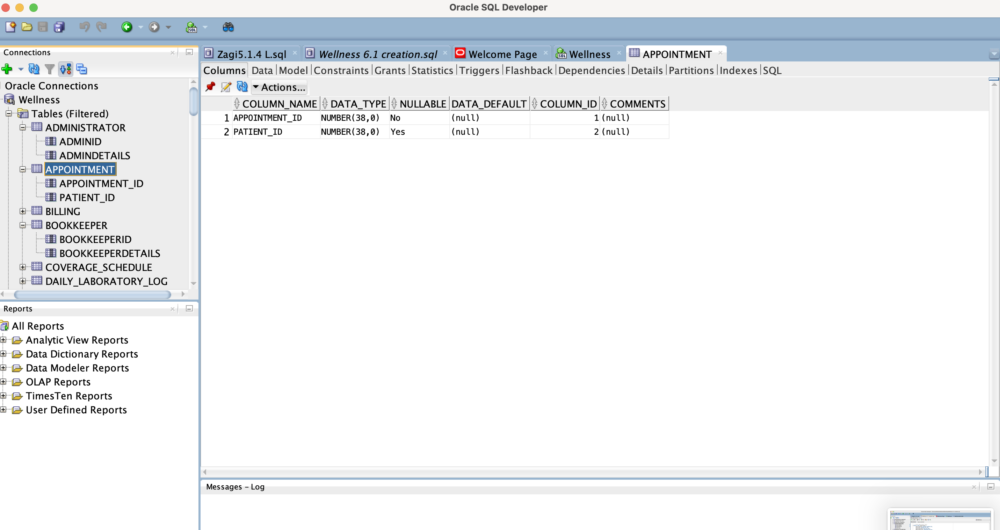 Oracle SQL Developer
SQL
Connections
Zagi5.1.4 L.sql
Wellness 6.1 creation.sql
Welcome Page
SQL Wellness
APPOINTMENT
Columns Data Model Constraints Grants Statistics Triggers Flashback Dependencies Details Partitions Indexes SQL
Actions...
COLUMN_NAME DATA_TYPE NULLABLE DATA_DEFAULT COLUMN_ID COMMENTS
1 APPOINTMENT_ID NUMBER(38,0) No (null) 1 (null)
2 PATIENT_ID NUMBER(38,0) Yes (null) 2 (null)
Oracle Connections
Wellness
Tables (Filtered)
ADMINISTRATOR
ADMINID
ADMINDETAILS
APPOINTMENT
APPOINTMENT_ID
PATIENT_ID
BILLING
BOOKKEEPER
BOOKKEEPERID
BOOKKEEPERDETAILS
COVERAGE_SCHEDULE
DAILY_LABORATORY_LOG
Reports
All Reports
Analytic View Reports
Data Dictionary Reports
Data Modeler Reports
OLAP Reports
TimesTen Reports
User Defined Reports
Messages - Log